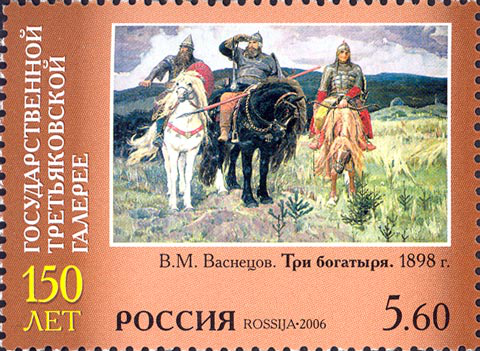 ГОСУДАРСТВЕННОЙ
ТРЕТЬЯКОВСКОЙ
ГАЛЕРЕЕ
150
ЛЕТ
В.М. Васнецов. Три богатыря. 1898 г.
РОССИЯ ROSSIJA•2006
5.60